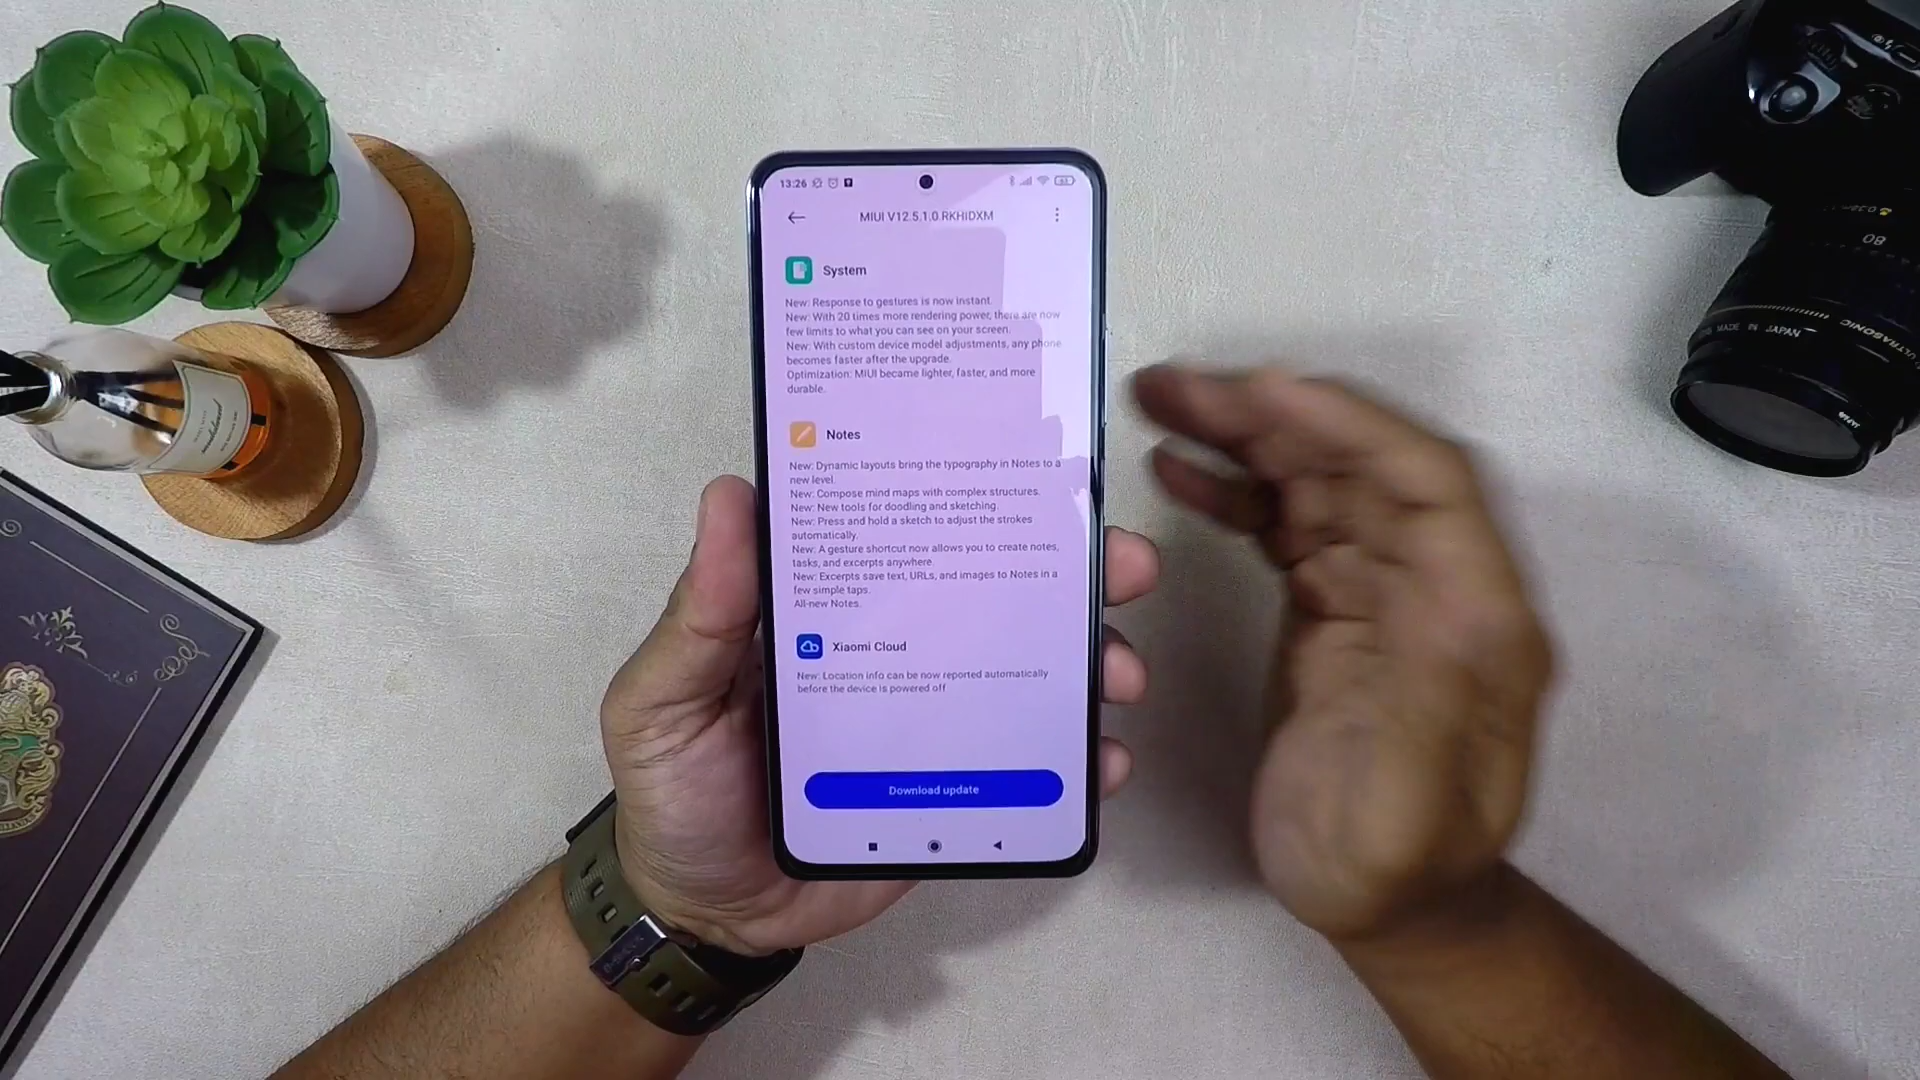 13:26
MIUI V12.5.1.0.RKHIDXM
System
New: Response to gestures is now instant.
New: With 20 times more rendering power, there are now
few limits to what you can see on your screen.
New: With custom device model adjustments, any phone
becomes faster after the upgrade.
Optimization: MIUI became lighter, faster, and more
durable.
Notes
New: Dynamic layouts bring the typography in Notes to a
new level.
New: Compose mind maps with complex structures.
New: New tools for doodling and sketching.
New: Press and hold a sketch to adjust the strokes
automatically.
New: A gesture shortcut now allows you to create notes,
tasks, and excerpts anywhere.
New: Excerpts save text, URLs, and images to Notes in a
few simple taps.
All-new Notes.
Xiaomi Cloud
New: Location info can be now reported automatically
before the device is powered off
Download update
80
MADE IN JAPAN
ULTRASONIC
JAPAN